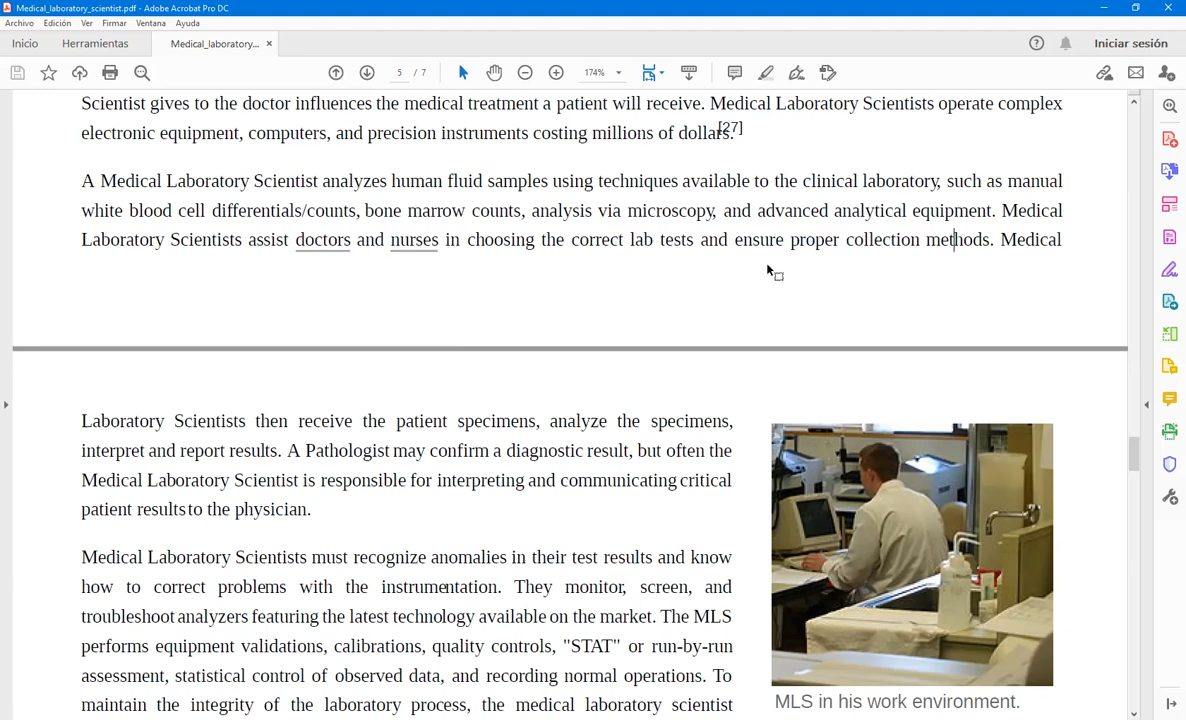 Medical_laboratory_scientist.pdf - Adobe Acrobat Pro DC
Archivo Edición Ver Firmar Ventana Ayuda
Inicio Herramientas Medical_laboratory... × Iniciar sesión
5 / 7 174%
Scientist gives to the doctor influences the medical treatment a patient will receive. Medical Laboratory Scientists operate complex
electronic equipment, computers, and precision instruments costing millions of dollars.[27]
A Medical Laboratory Scientist analyzes human fluid samples using techniques available to the clinical laboratory, such as manual
white blood cell differentials/counts, bone marrow counts, analysis via microscopy, and advanced analytical equipment. Medical
Laboratory Scientists assist doctors and nurses in choosing the correct lab tests and ensure proper collection methods. Medical
Laboratory Scientists then receive the patient specimens, analyze the specimens,
interpret and report results. A Pathologist may confirm a diagnostic result, but often the
Medical Laboratory Scientist is responsible for interpreting and communicating critical
patient results to the physician.
Medical Laboratory Scientists must recognize anomalies in their test results and know
how to correct problems with the instrumentation. They monitor, screen, and
troubleshoot analyzers featuring the latest technology available on the market. The MLS
performs equipment validations, calibrations, quality controls, "STAT" or run-by-run
assessment, statistical control of observed data, and recording normal operations. To
maintain the integrity of the laboratory process, the medical laboratory scientist
MLS in his work environment.